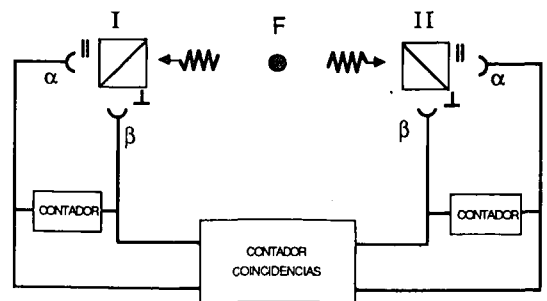 I
F
II
||
α
⊥
β
||
α
⊥
β
CONTADOR
CONTADOR
CONTADOR
COINCIDENCIAS